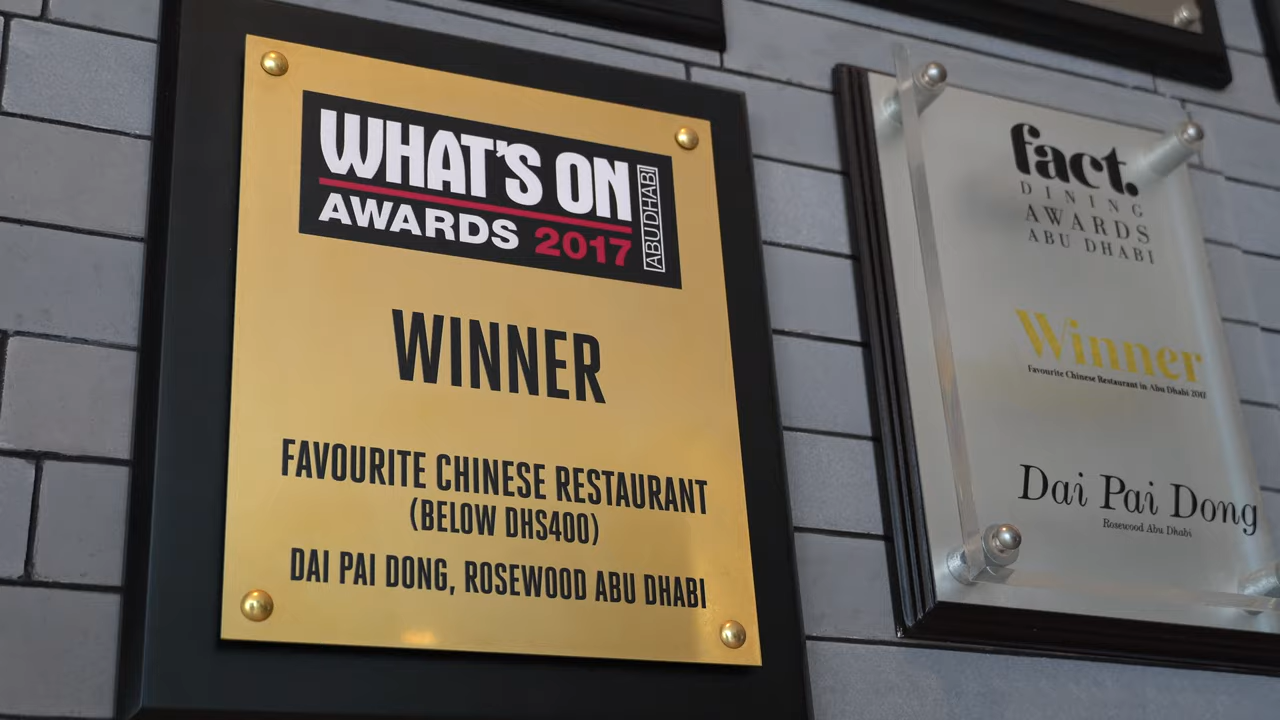 WHAT'S ON
AWARDS 2017
ABU DHABI
WINNER
FAVOURITE CHINESE RESTAURANT
(BELOW DHS400)
DAI PAI DONG, ROSEWOOD ABU DHABI
fact.
DINING
AWARDS
ABU DHABI
Winner
Favourite Chinese Restaurant in Abu Dhabi 2017
Dai Pai Dong
Rosewood Abu Dhabi